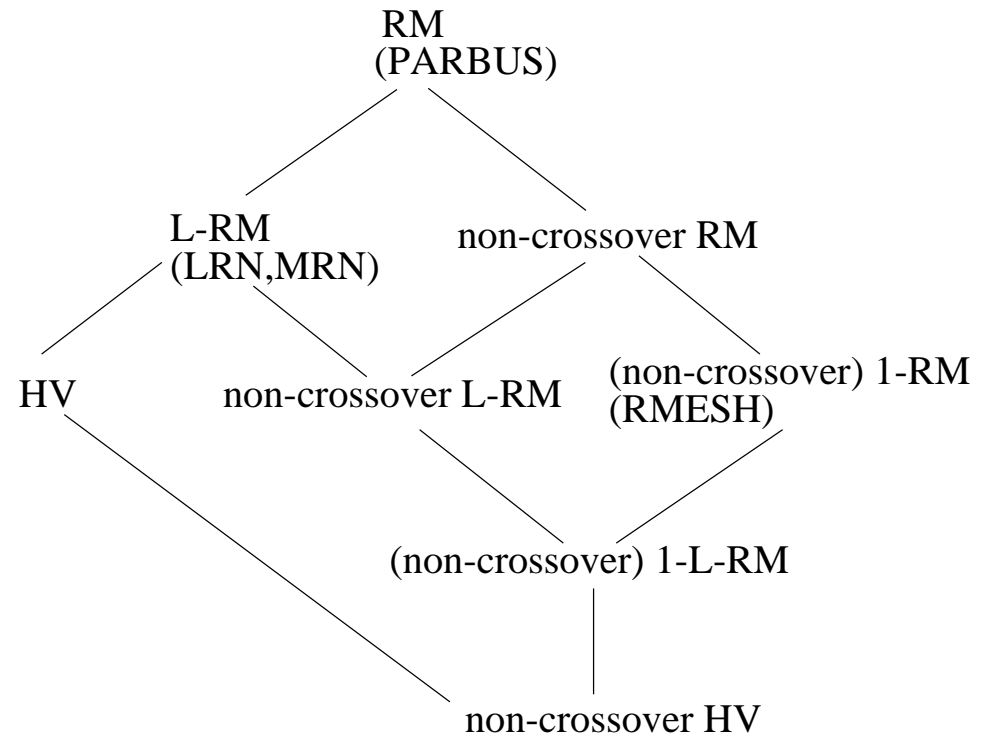 RM
(PARBUS)
L-RM
(LRN,MRN)
non-crossover RM
HV
non-crossover L-RM
(non-crossover) 1-RM
(RMESH)
(non-crossover) 1-L-RM
non-crossover HV